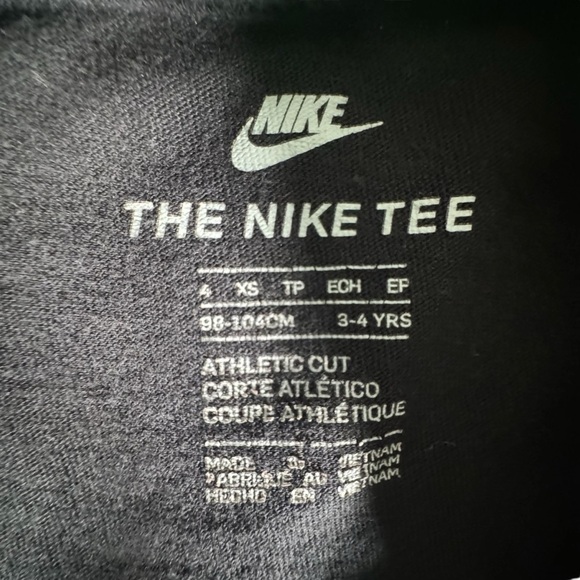 NIKE
THE NIKE TEE
4 XS TP ECH EP
98-104CM 3-4 YRS
ATHLETIC CUT
CORTE ATLÉTICO
COUPE ATHLÉTIQUE
MADE VIETNAM
FABRIQUÉ AU VIETNAM
HECHO EN VIETNAM